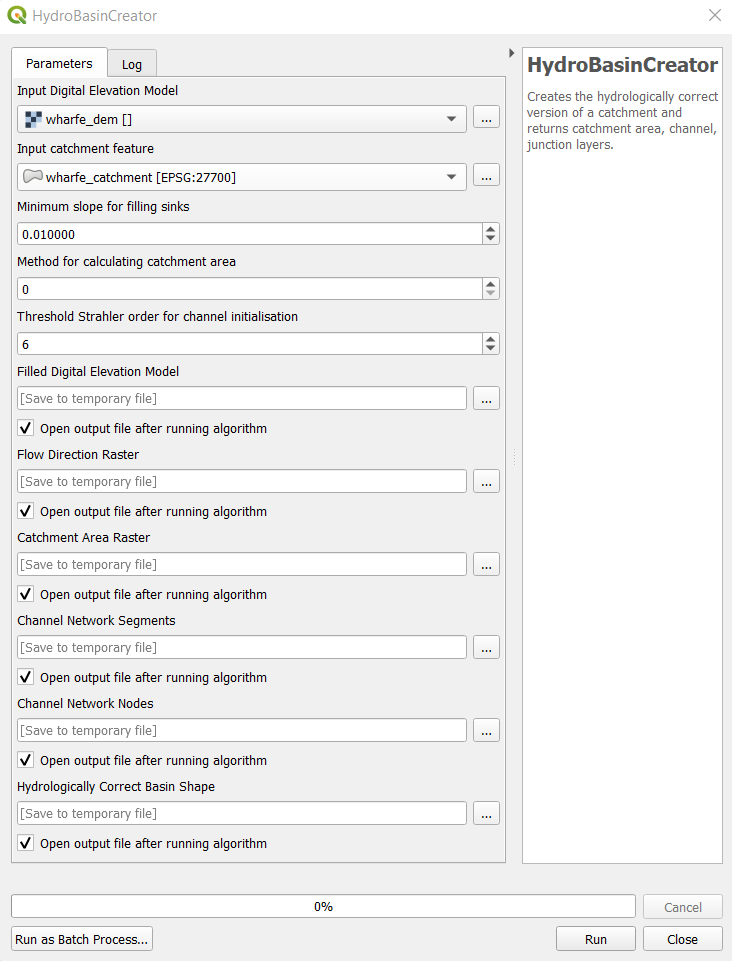 HydroBasinCreator
Parameters
Log
Input Digital Elevation Model
wharfe_dem []
...
Input catchment feature
wharfe_catchment [EPSG:27700]
...
Minimum slope for filling sinks
0.010000
Method for calculating catchment area
0
Threshold Strahler order for channel initialisation
6
Filled Digital Elevation Model
[Save to temporary file]
...
Open output file after running algorithm
Flow Direction Raster
[Save to temporary file]
...
Open output file after running algorithm
Catchment Area Raster
[Save to temporary file]
...
Open output file after running algorithm
Channel Network Segments
[Save to temporary file]
...
Open output file after running algorithm
Channel Network Nodes
[Save to temporary file]
...
Open output file after running algorithm
Hydrologically Correct Basin Shape
[Save to temporary file]
...
Open output file after running algorithm
HydroBasinCreator
Creates the hydrologically correct
version of a catchment and
returns catchment area, channel,
junction layers.
0%
Cancel
Run as Batch Process...
Run
Close